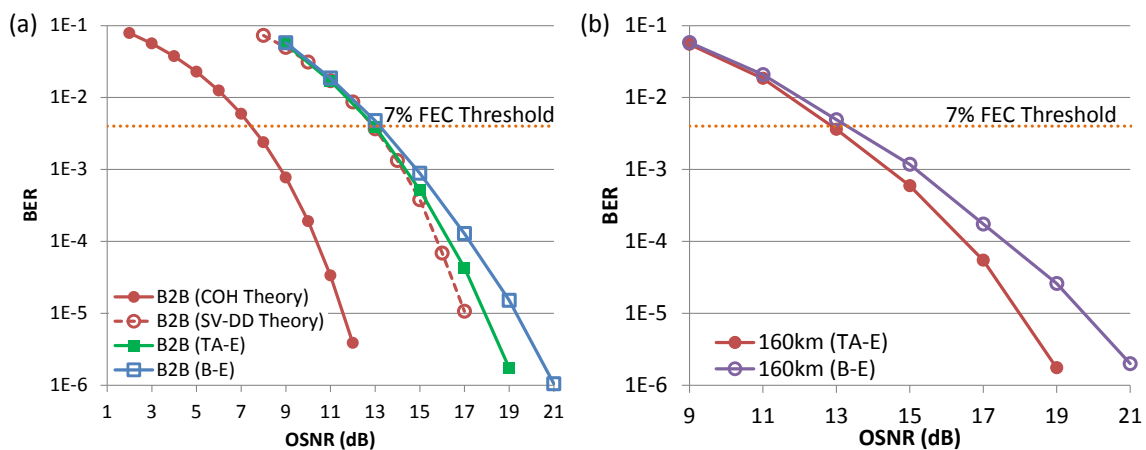 (a)
1E-1
1E-2
1E-3
1E-4
1E-5
1E-6
BER
7% FEC Threshold
B2B (COH Theory)
B2B (SV-DD Theory)
B2B (TA-E)
B2B (B-E)
1 3 5 7 9 11 13 15 17 19 21
OSNR (dB)
(b)
1E-1
1E-2
1E-3
1E-4
1E-5
1E-6
BER
7% FEC Threshold
160km (TA-E)
160km (B-E)
9 11 13 15 17 19 21
OSNR (dB)